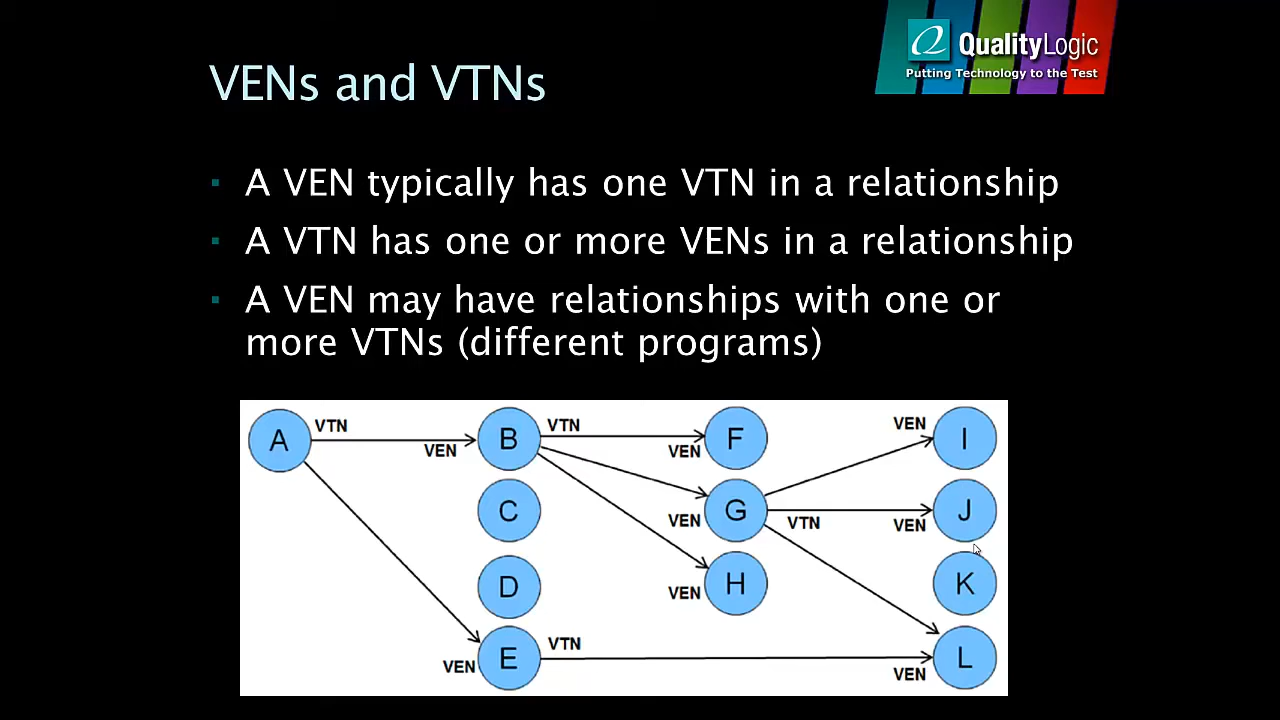 QualityLogic
Putting Technology to the Test
VENs and VTNs
▪ A VEN typically has one VTN in a relationship
▪ A VTN has one or more VENs in a relationship
▪ A VEN may have relationships with one or
more VTNs (different programs)
A VTN VEN B VTN VEN F VEN I
C VEN G VTN VEN J
D VEN H K
VEN E VTN VEN L